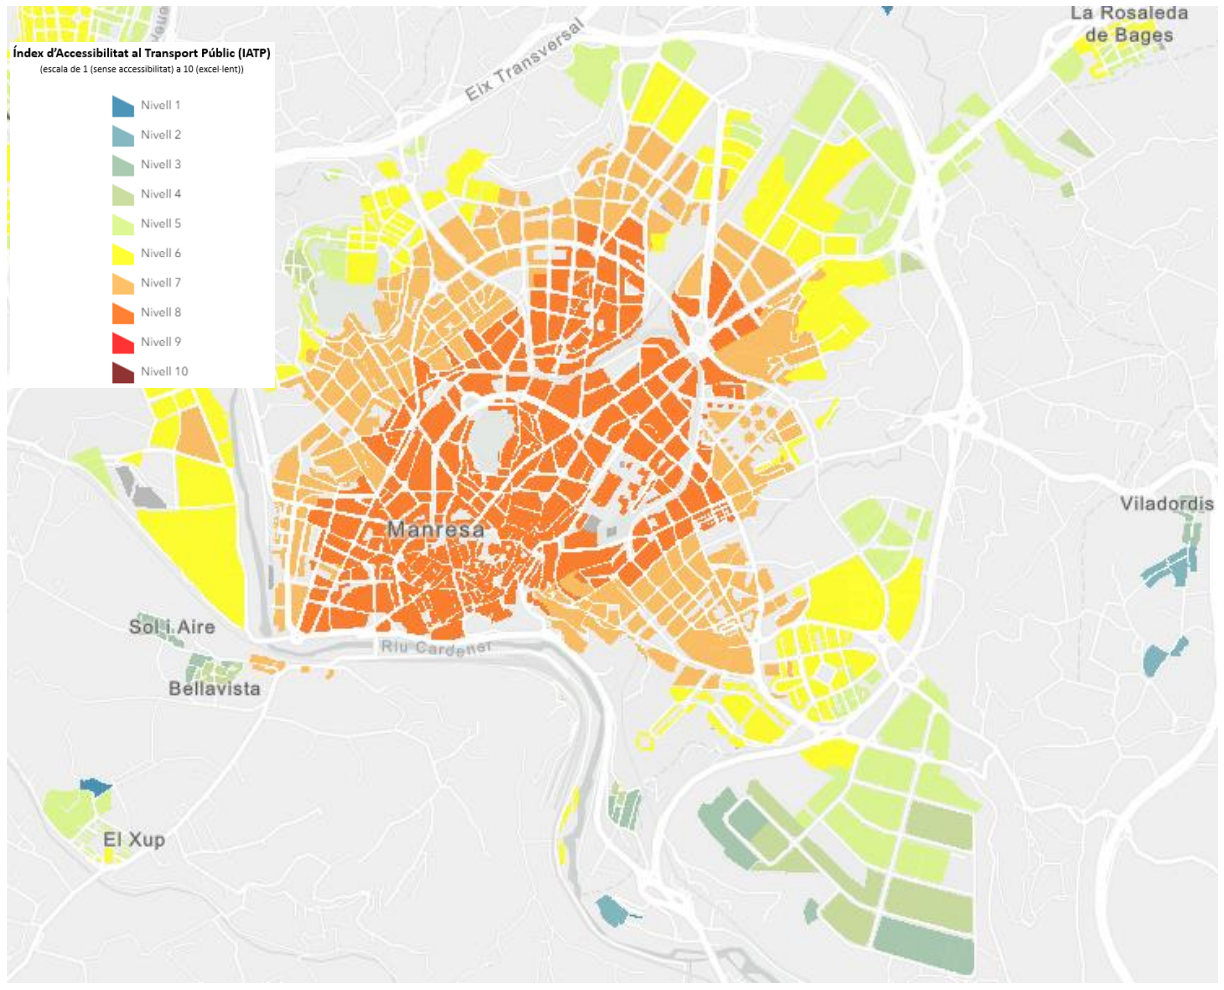 La Rosaleda
de Bages
Índex d'Accessibilitat al Transport Públic (IATP)
(escala de 1 (sense accessibilitat) a 10 (excel·lent))
Eix Transversal
Nivell 1
Nivell 2
Nivell 3
Nivell 4
Nivell 5
Nivell 6
Nivell 7
Nivell 8
Nivell 9
Nivell 10
Viladordis
Manresa
Sol i Aire
Riu Cardener
Bellavista
El Xup